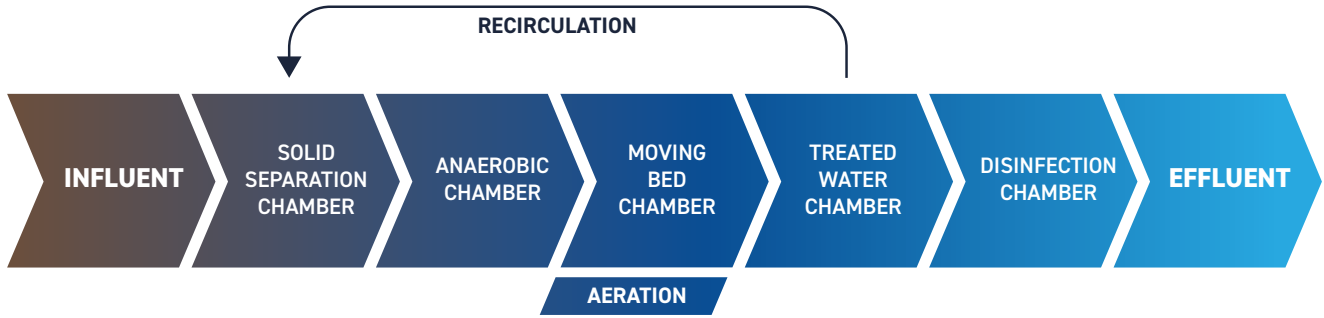 RECIRCULATION
INFLUENT
SOLID
SEPARATION
CHAMBER
ANAEROBIC
CHAMBER
MOVING
BED
CHAMBER
TREATED
WATER
CHAMBER
DISINFECTION
CHAMBER
EFFLUENT
AERATION